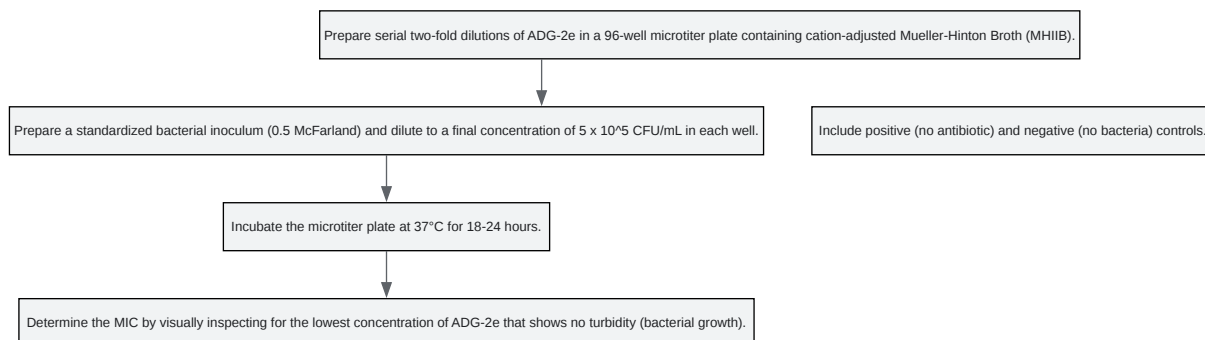 Prepare serial two-fold dilutions of ADG-2e in a 96-well microtiter plate containing cation-adjusted Mueller-Hinton Broth (MHIIB).
Prepare a standardized bacterial inoculum (0.5 McFarland) and dilute to a final concentration of 5 x 10^5 CFU/mL in each well.
Include positive (no antibiotic) and negative (no bacteria) controls.
Incubate the microtiter plate at 37°C for 18-24 hours.
Determine the MIC by visually inspecting for the lowest concentration of ADG-2e that shows no turbidity (bacterial growth).